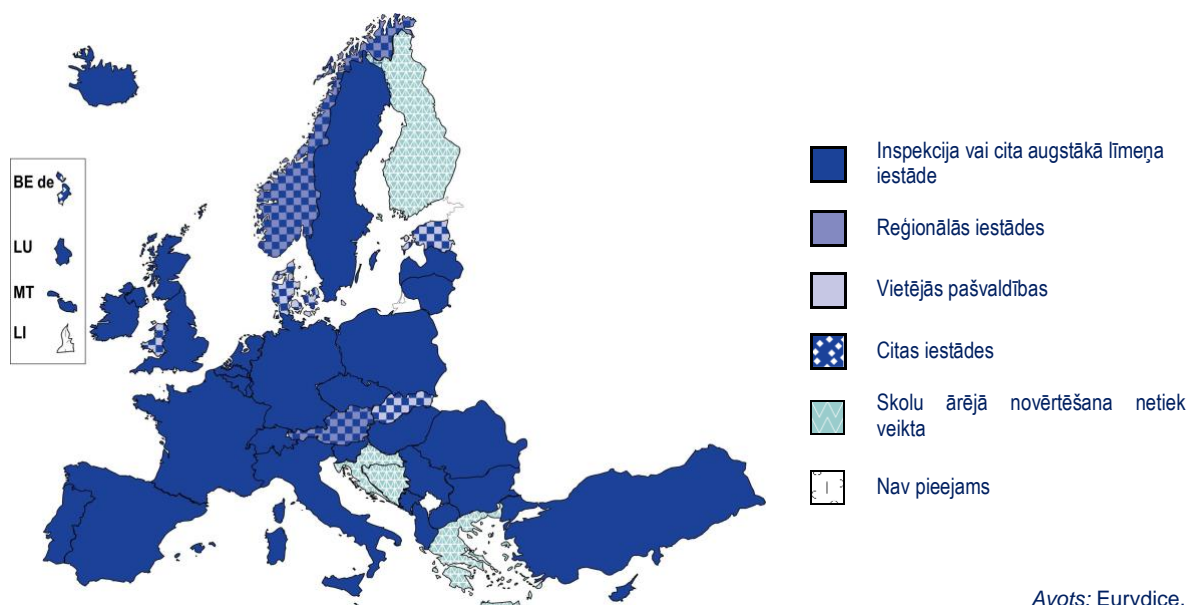 BE de
LU
MT
LI
Inspekcija vai cita augstākā līmeņa
iestāde
Reģionālās iestādes
Vietējās pašvaldības
Citas iestādes
Skolu ārējā novērtēšana netiek
veikta
Nav pieejams
Avots: Eurydice.